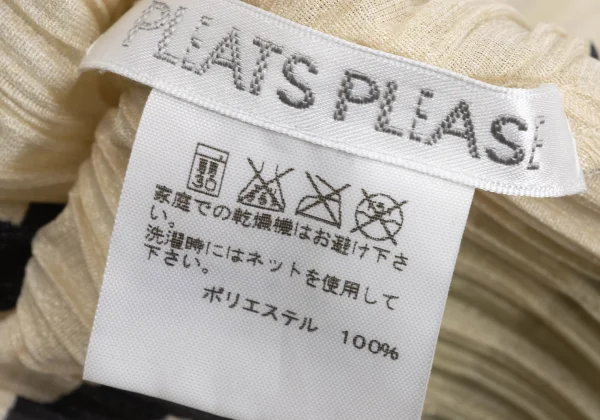 PLEATS PLEASE
弱
30
家庭での乾燥機はお避け下さ
い。
洗濯時にはネットを使用して
下さい。
ポリエステル 100%